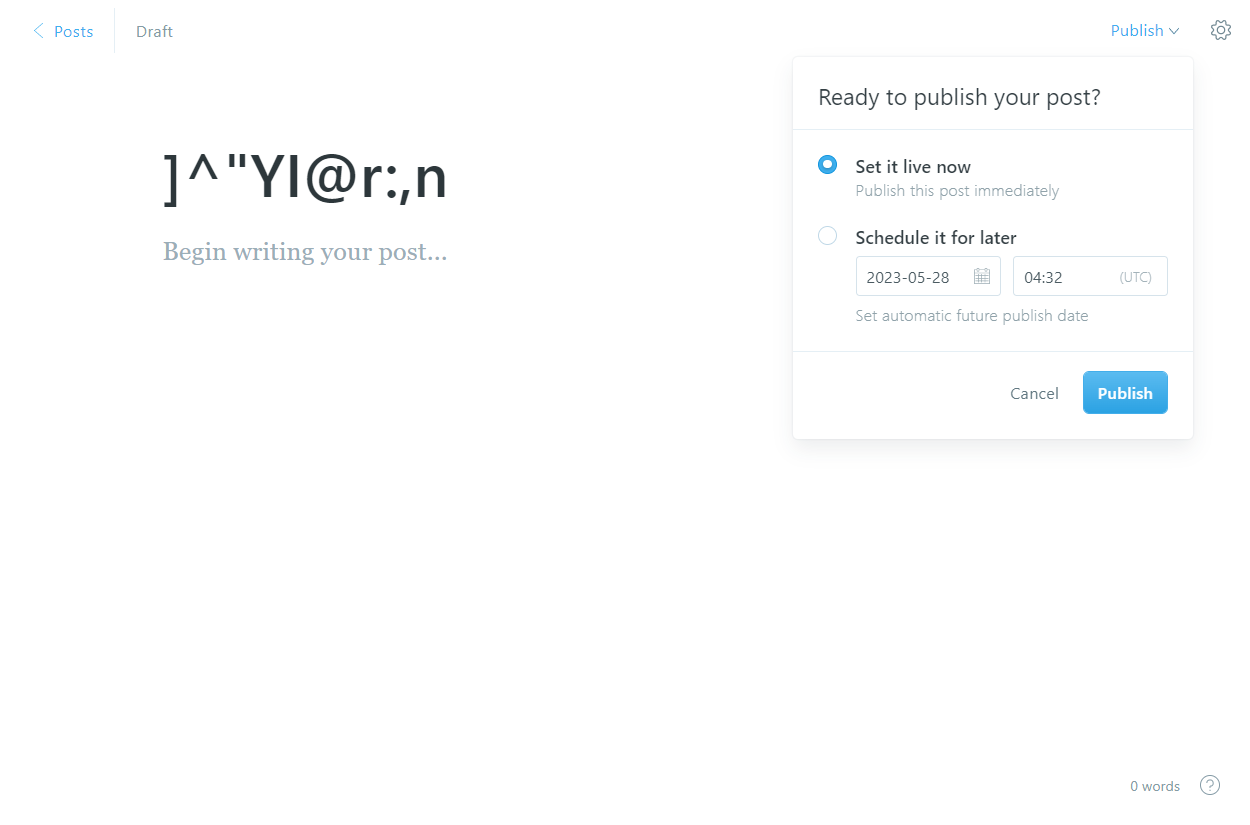 Posts
Draft
Publish
Ready to publish your post?
]^"YI@r:,n
Set it live now
Publish this post immediately
Begin writing your post...
Schedule it for later
2023-05-28
04:32 (UTC)
Set automatic future publish date
Cancel
Publish
0 words
?